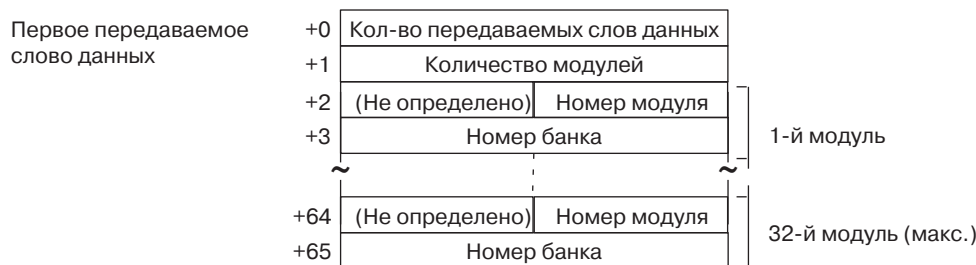 Первое передаваемое
слово данных
+0 Кол-во передаваемых слов данных
+1 Количество модулей
+2 (Не определено) Номер модуля
+3 Номер банка
1-й модуль
~ ~
+64 (Не определено) Номер модуля
+65 Номер банка
32-й модуль (макс.)